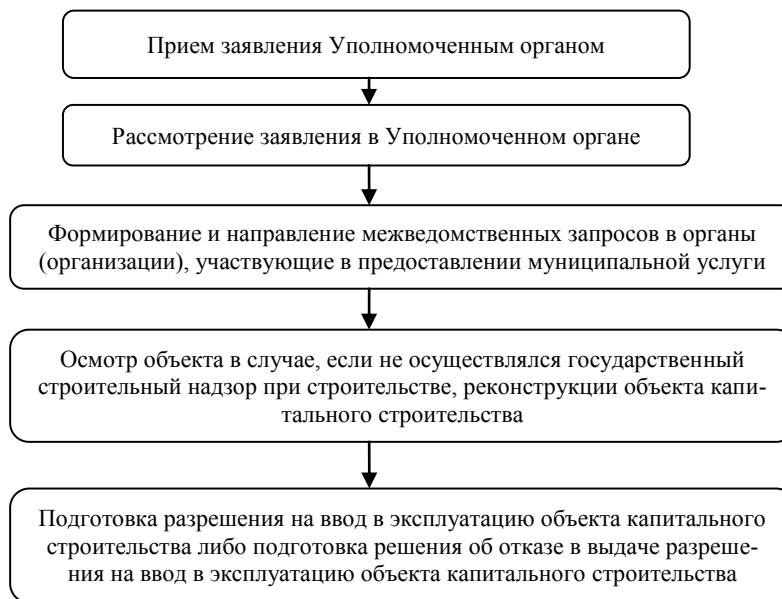 Прием заявления Уполномоченным органом
Рассмотрение заявления в Уполномоченном органе
Формирование и направление межведомственных запросов в органы
(организации), участвующие в предоставлении муниципальной услуги
Осмотр объекта в случае, если не осуществлялся государственный
строительный надзор при строительстве, реконструкции объекта капи-
тального строительства
Подготовка разрешения на ввод в эксплуатацию объекта капитального
строительства либо подготовка решения об отказе в выдаче разреше-
ния на ввод в эксплуатацию объекта капитального строительства